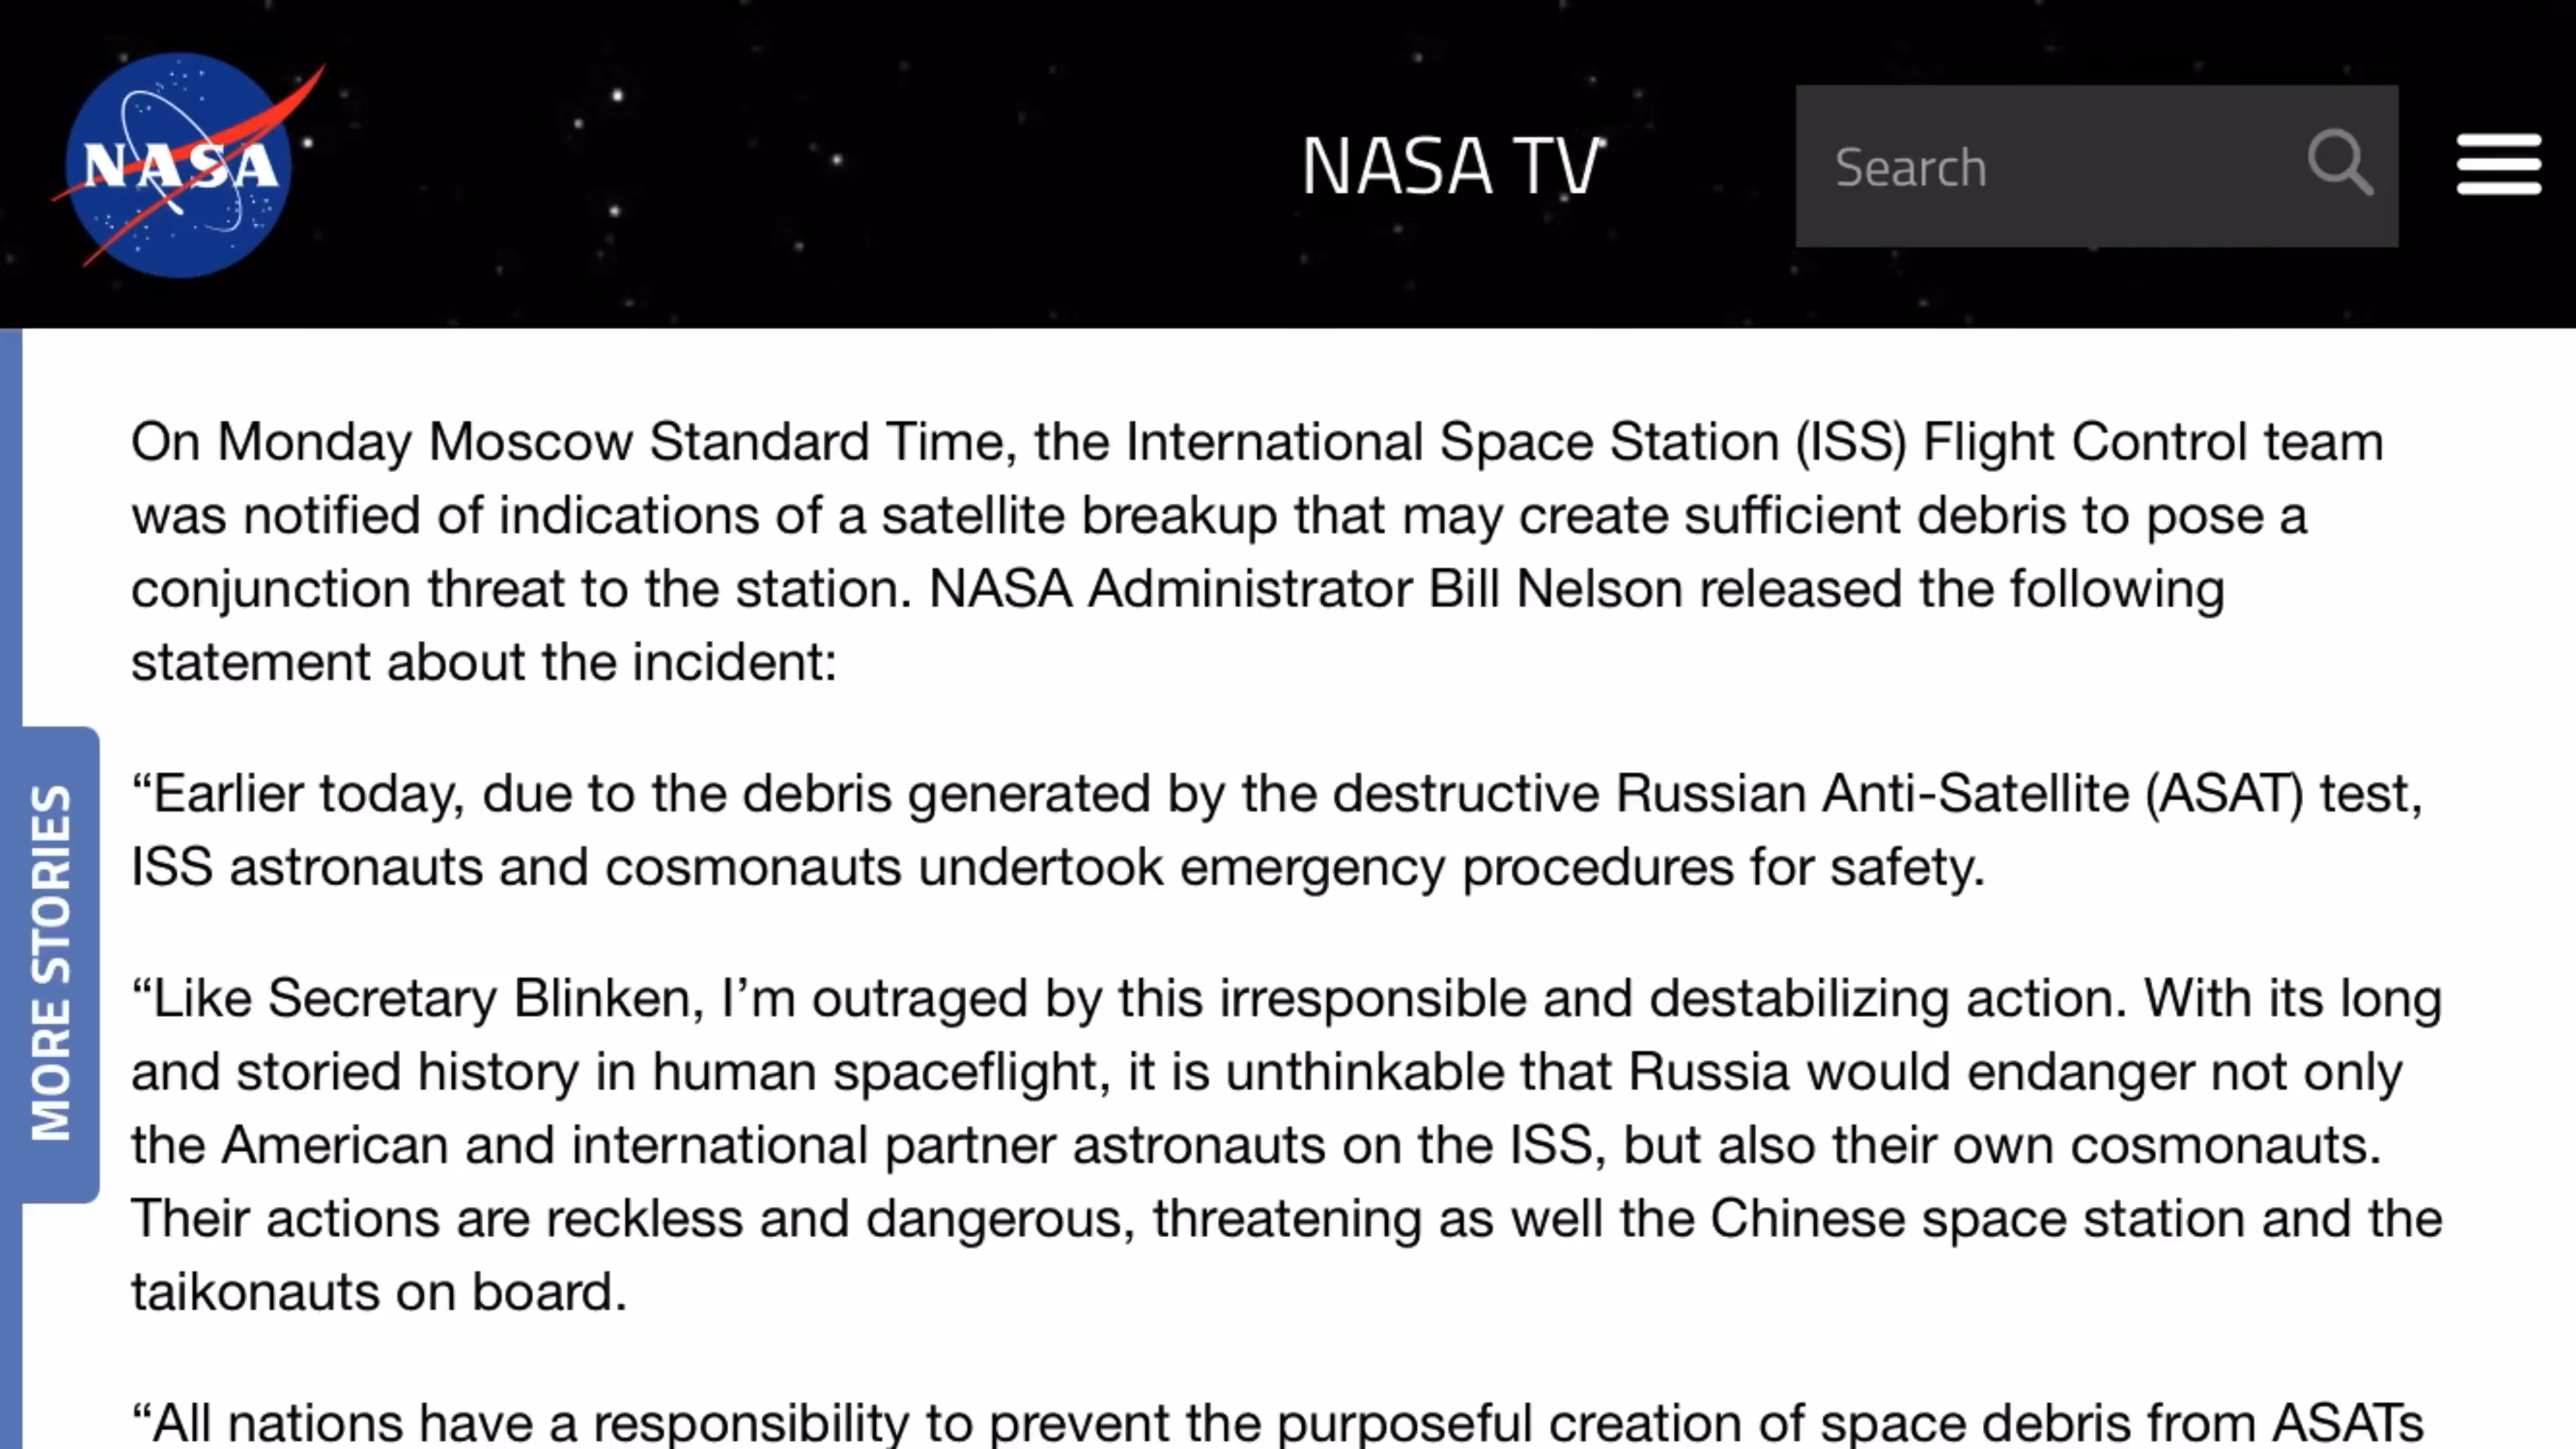 NASA
NASA TV
Search
MORE STORIES
On Monday Moscow Standard Time, the International Space Station (ISS) Flight Control team
was notified of indications of a satellite breakup that may create sufficient debris to pose a
conjunction threat to the station. NASA Administrator Bill Nelson released the following
statement about the incident:
“Earlier today, due to the debris generated by the destructive Russian Anti-Satellite (ASAT) test,
ISS astronauts and cosmonauts undertook emergency procedures for safety.
“Like Secretary Blinken, I’m outraged by this irresponsible and destabilizing action. With its long
and storied history in human spaceflight, it is unthinkable that Russia would endanger not only
the American and international partner astronauts on the ISS, but also their own cosmonauts.
Their actions are reckless and dangerous, threatening as well the Chinese space station and the
taikonauts on board.
“All nations have a responsibility to prevent the purposeful creation of space debris from ASATs